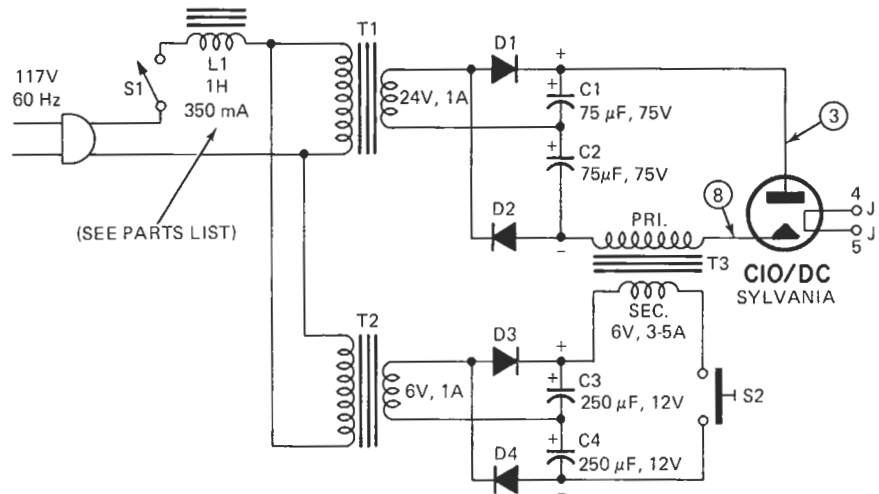 117V
60 Hz
S1
L1
1H
350 mA
(SEE PARTS LIST)
T1
24V, 1A
D1
+
+
C1
75 µF, 75V
+
C2
75µF, 75V
D2
−
PRI.
3
8
4
J
J
5
T3
CIO/DC
SYLVANIA
SEC.
6V, 3-5A
T2
6V, 1A
D3
+
+
C3
250 µF, 12V
+
C4
250 µF, 12V
D4
−
S2